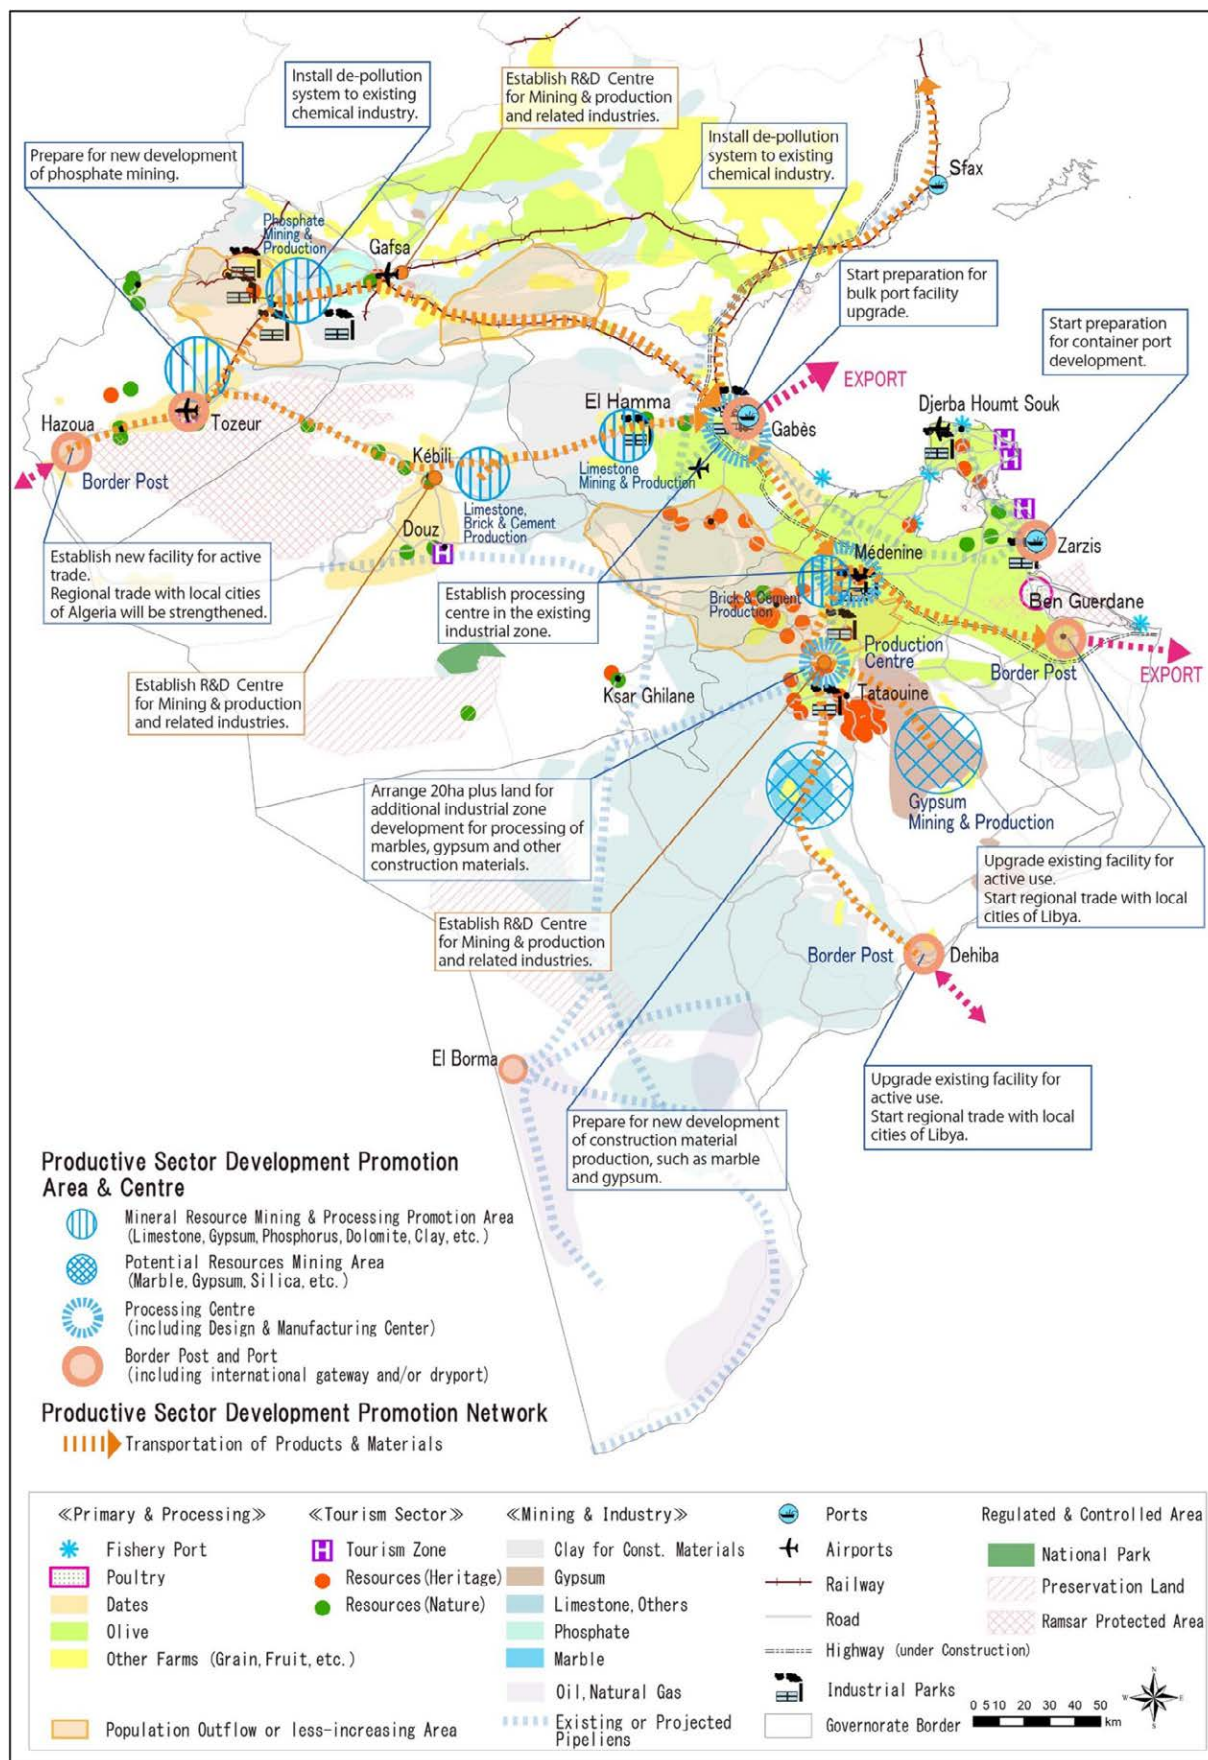 Install de-pollution
system to existing
chemical industry.
Establish R&D Centre
for Mining & production
and related industries.
Install de-pollution
system to existing
chemical industry.
Prepare for new development
of phosphate mining.
Sfax
Phosphate
Mining &
Production
Gafsa
Start preparation for
bulk port facility
upgrade.
Start preparation
for container port
development.
EXPORT
El Hamma
Djerba Houmt Souk
Hazoua
Tozeur
Gabès
Border Post
Kébili
Limestone
Mining & Production
Limestone,
Brick & Cement
Production
Douz
Zarzis
Médenine
Establish new facility for active
trade.
Regional trade with local cities
of Algeria will be strengthened.
Establish processing
centre in the existing
industrial zone.
Brick & Cement
Production
Ben Guerdane
Production
Centre
Border Post
EXPORT
Establish R&D Centre
for Mining & production
and related industries.
Ksar Ghilane
Tataouine
Arrange 20ha plus land for
additional industrial zone
development for processing of
marbles, gypsum and other
construction materials.
Gypsum
Mining & Production
Upgrade existing facility for
active use.
Start regional trade with local
cities of Libya.
Establish R&D Centre
for Mining & production
and related industries.
Border Post
Dehiba
El Borma
Upgrade existing facility for
active use.
Start regional trade with local
cities of Libya.
Prepare for new development
of construction material
production, such as marble
and gypsum.
Productive Sector Development Promotion
Area & Centre
Mineral Resource Mining & Processing Promotion Area
(Limestone, Gypsum, Phosphorus, Dolomite, Clay, etc.)
Potential Resources Mining Area
(Marble, Gypsum, Silica, etc.)
Processing Centre
(including Design & Manufacturing Center)
Border Post and Port
(including international gateway and/or dryport)
Productive Sector Development Promotion Network
Transportation of Products & Materials
≪Primary & Processing≫
Fishery Port
Poultry
Dates
Olive
Other Farms (Grain, Fruit, etc.)
Population Outflow or less-increasing Area
≪Tourism Sector≫
H Tourism Zone
Resources(Heritage)
Resources(Nature)
≪Mining & Industry≫
Clay for Const. Materials
Gypsum
Limestone, Others
Phosphate
Marble
Oil, Natural Gas
Existing or Projected
Pipeliens
Ports
Airports
Railway
Road
Highway (under Construction)
Industrial Parks
Governorate Border
Regulated & Controlled Area
National Park
Preservation Land
Ramsar Protected Area
N
W E
S
0 5 10 20 30 40 50
km